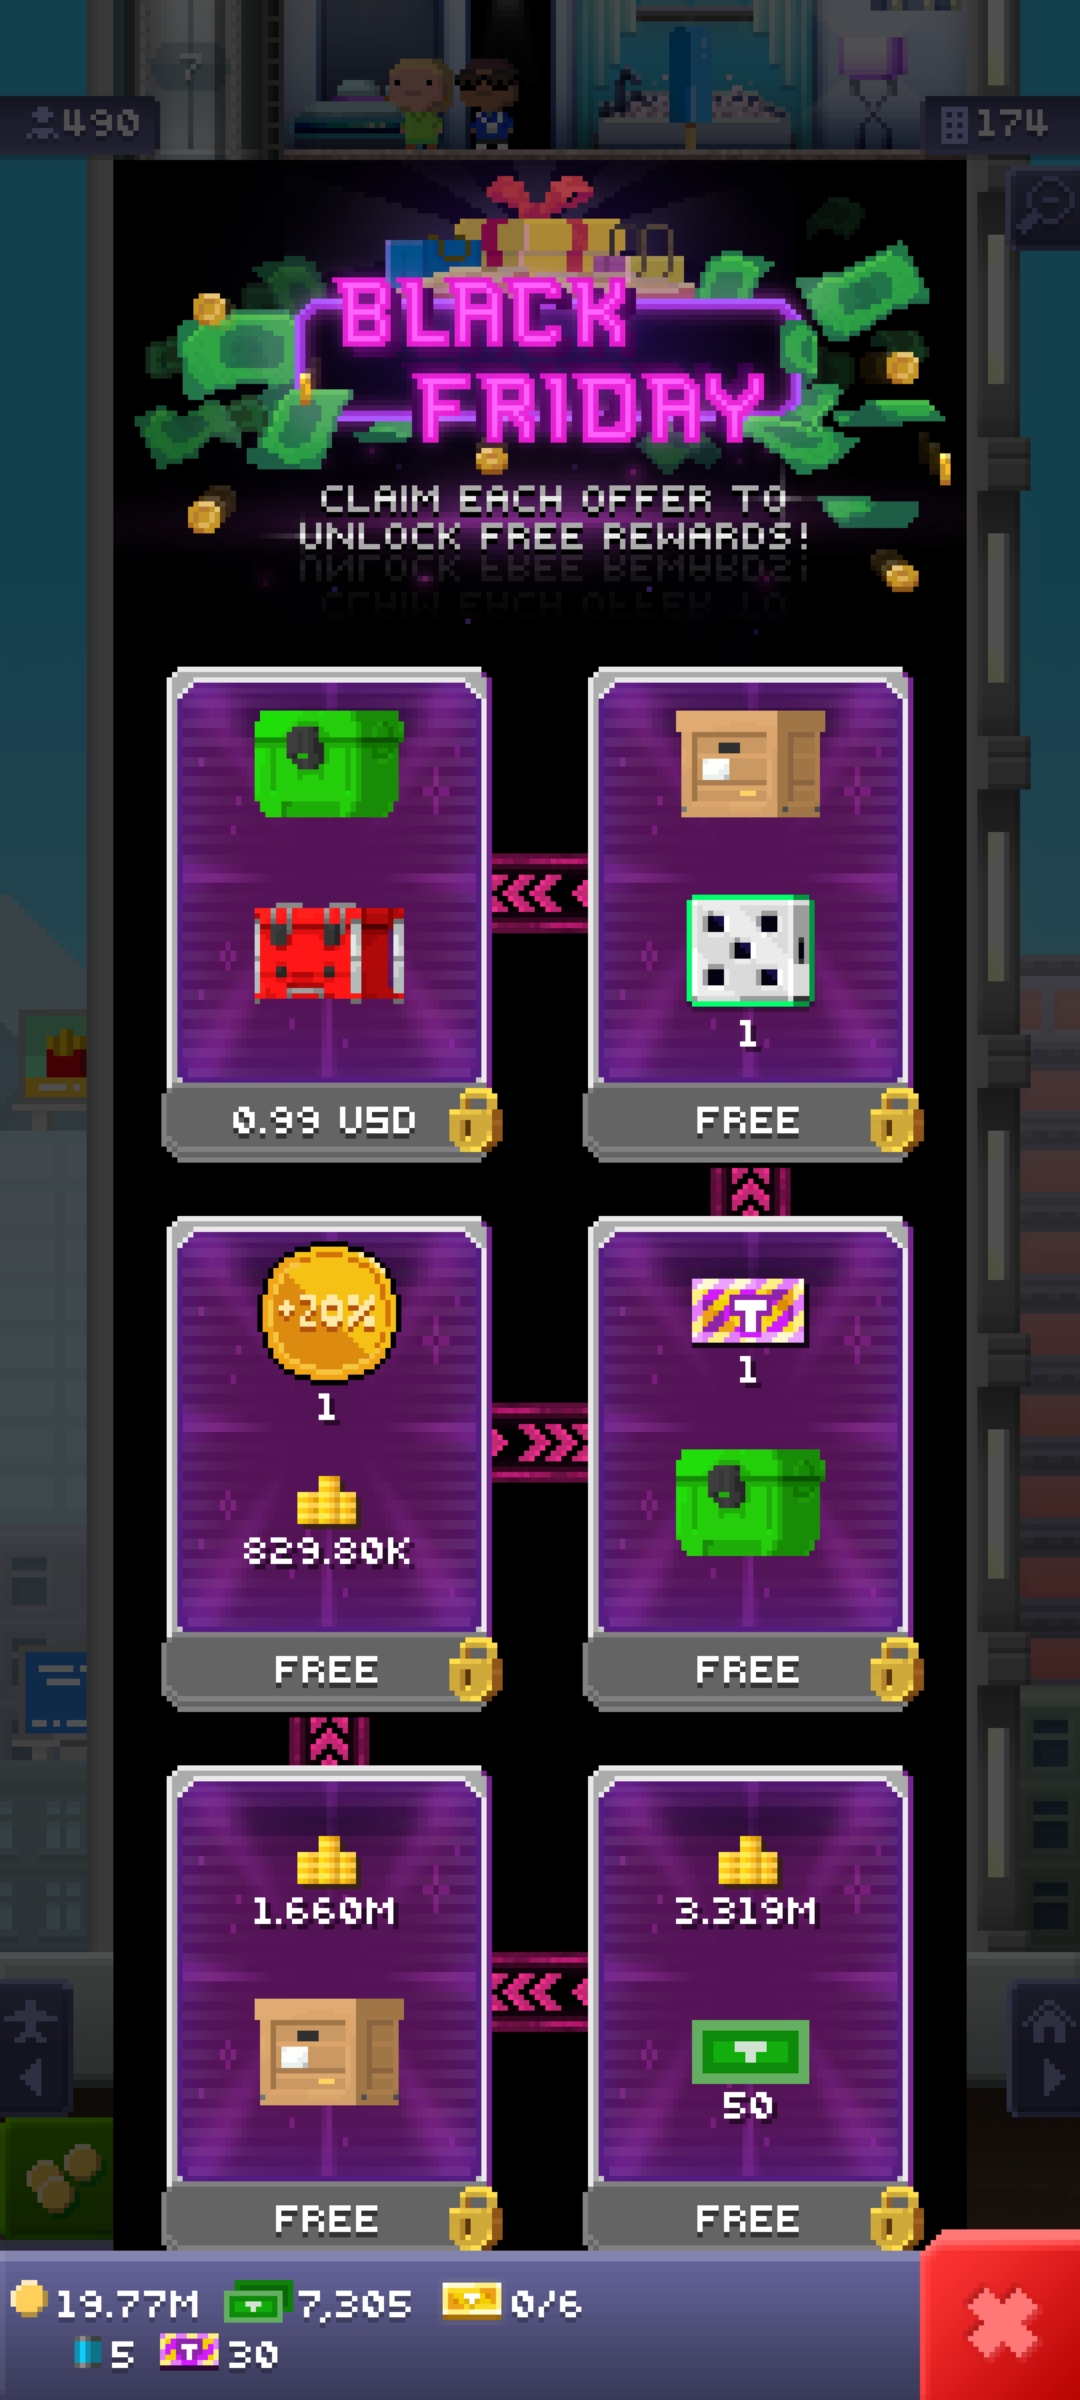 490
174
BLACK
FRIDAY
CLAIM EACH OFFER TO
UNLOCK FREE REWARDS!
1
0.99 USD
FREE
+20%
1
1
829.80K
T
FREE
FREE
1.660M
3.319M
50
FREE
FREE
19.77M 7,305 0/6
5 T 30